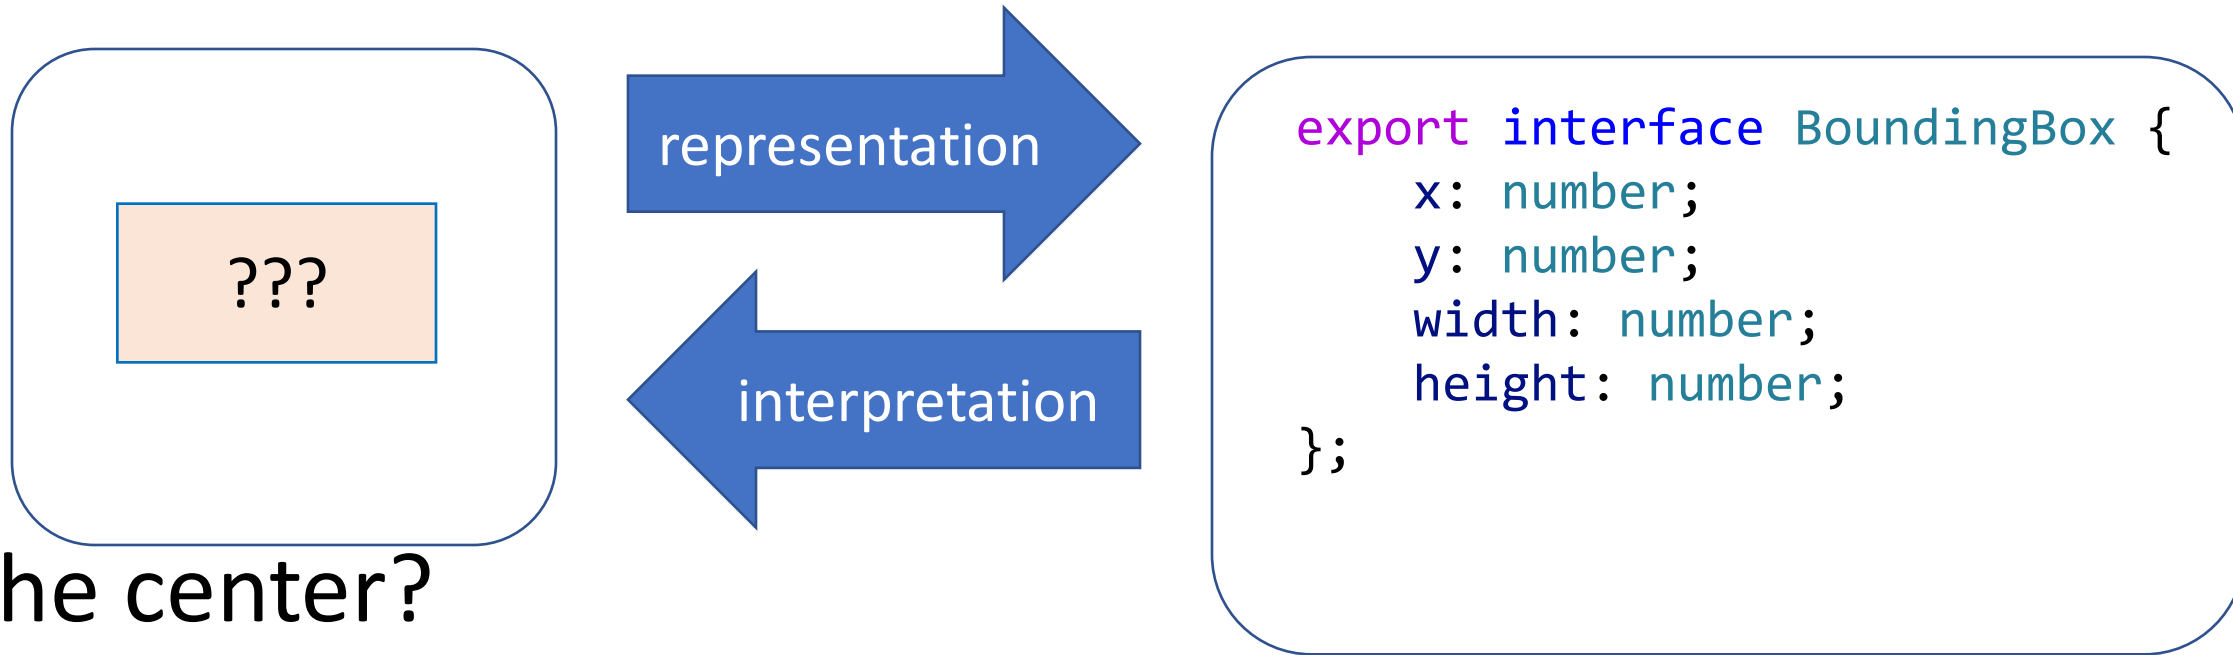 ???
representation
interpretation
export interface BoundingBox {
x: number;
y: number;
width: number;
height: number;
};
he center?